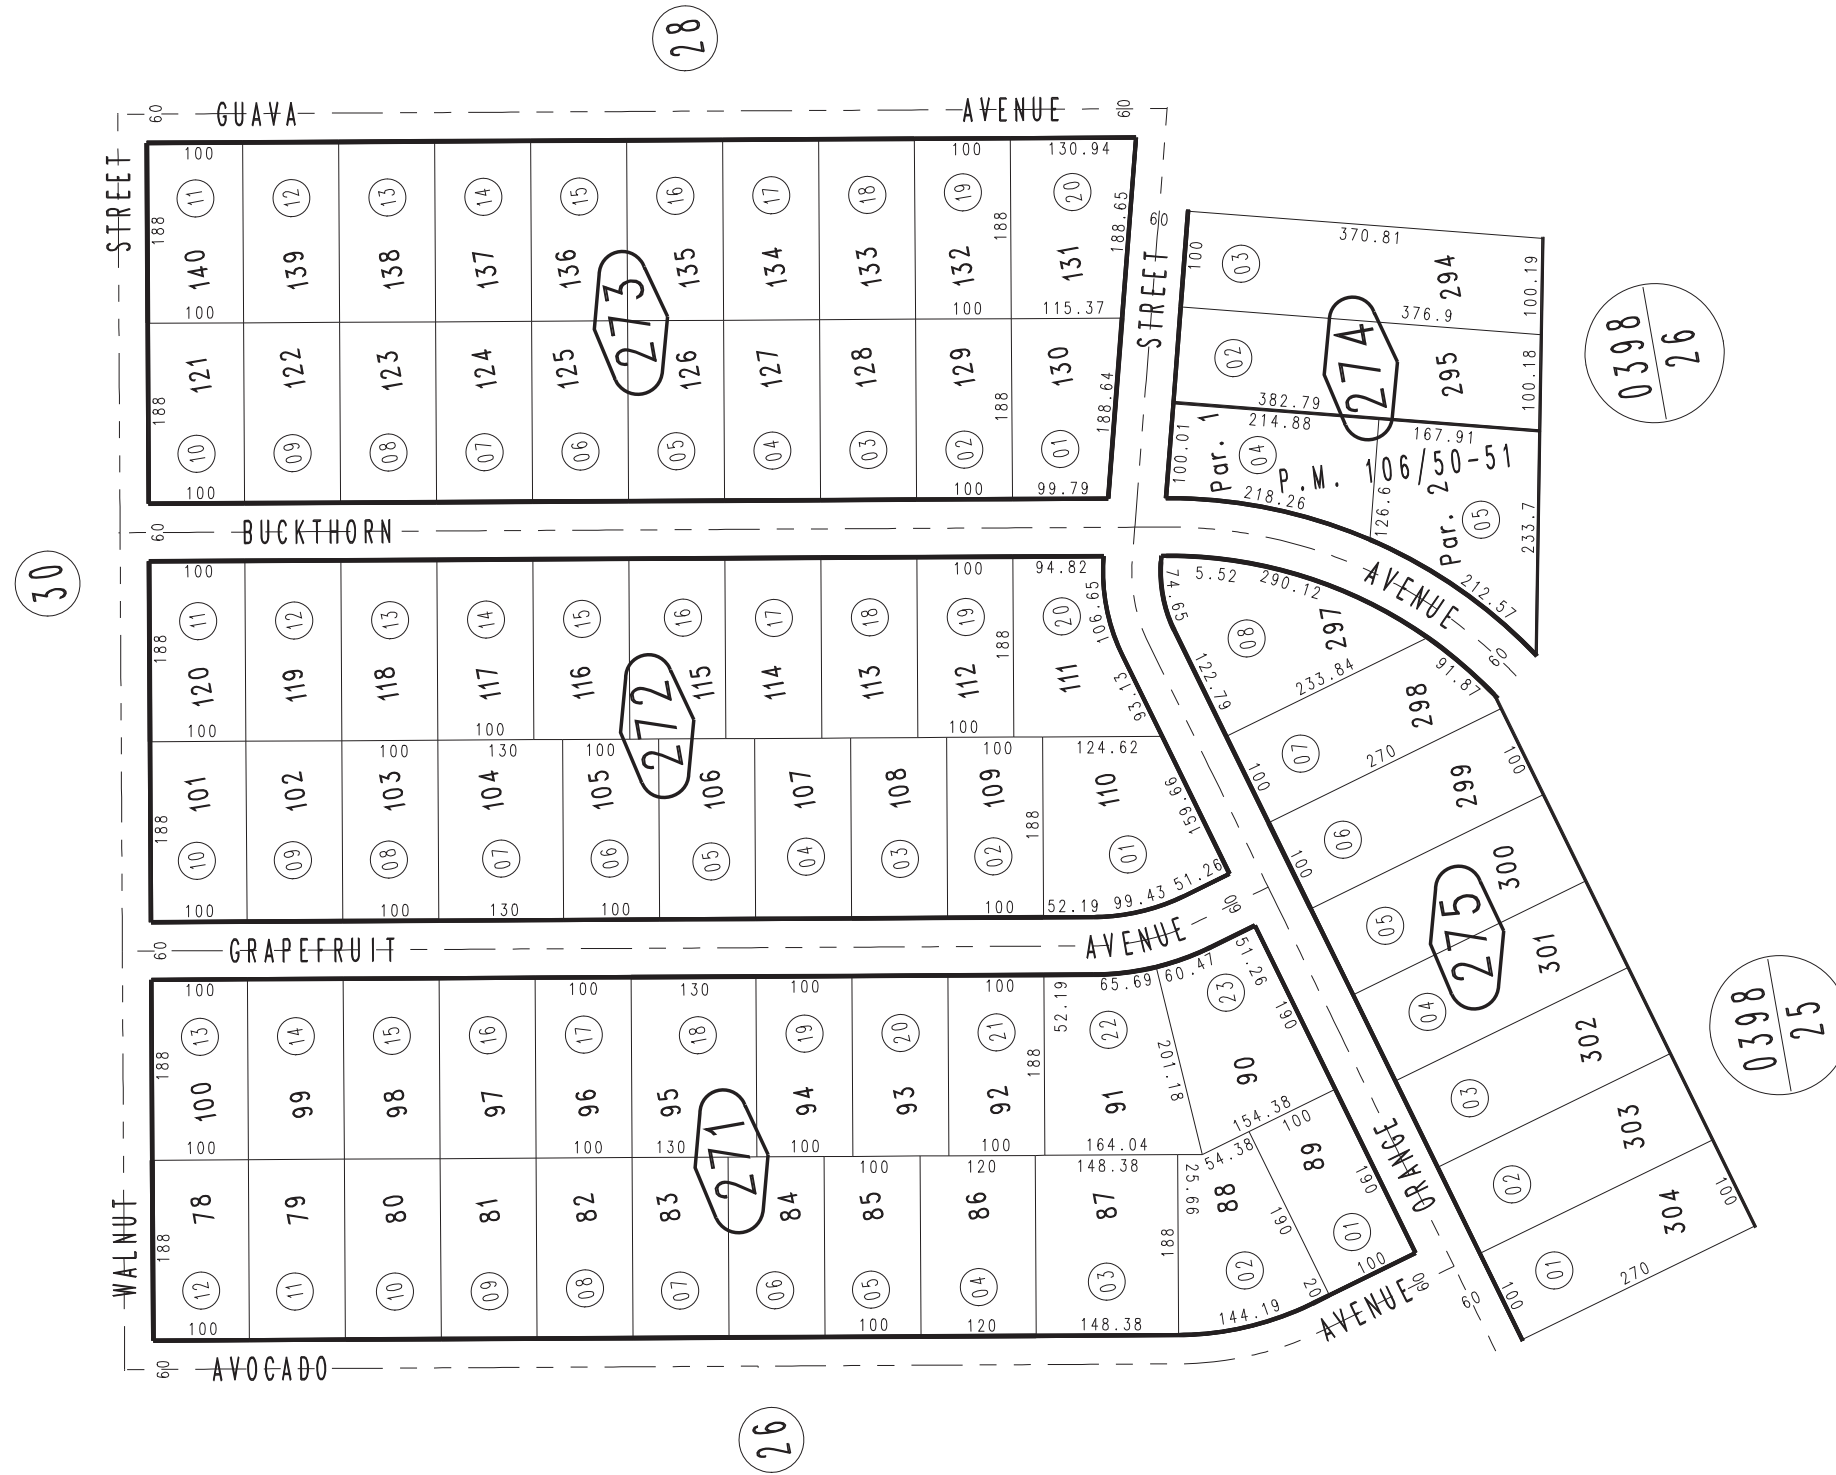 28
60 GUAVA AVENUE 60
STREET
100 100 130.94
11 12 13 14 15 16 17 18 19 20
188 188 188.65
140 139 138 137 136 135 134 133 132 131
100 100 115.37
273
121 122 123 124 125 126 127 128 129 130
188 188 188.64
10 09 08 07 06 05 04 03 02 01
100 100 99.79
60 STREET
370.81
100 03 294 100.19
376.9
274
02 295 100.18
382.79
214.88 167.91
100.01 Par. 1 04 P.M. 106/50-51
218.26 126.6 Par. 2 05 233.7
212.57
0398
26
60 BUCKTHORN AVENUE 60
30
100 100 94.82
11 12 13 14 15 16 17 18 19 20
188 188 106.65
120 119 118 117 116 115 114 113 112 111
93.13
100 100 100
272
100 130 100 100 124.62
101 102 103 104 105 106 107 108 109 110
188 188 159.66
10 09 08 07 06 05 04 03 02 01
100 100 130 100 100 52.19 99.43 51.26
74.65 5.52 290.12
08 297
122.79 233.84 91.87
298
07 270
100 299 100
06
100 300
05
275
301
04
302
03
303
02
304 100
01 270
100
0398
25
60 GRAPEFRUIT AVENUE 60
100 100 130 100 100 52.19 65.69 60.47 51.26
13 14 15 16 17 18 19 20 21 22 23
188 188 201.18 190
100 99 98 97 96 95 94 93 92 91 90
154.38
100 100 130 100 100 164.04
271
100 120 148.38 25.66 54.38 100
78 79 80 81 82 83 84 85 86 87 88 89
188 188 190 190
12 11 10 09 08 07 06 05 04 03 02 01
100 100 120 148.38 144.19 20 100
WALNUT
ORANGE
60 AVOCADO AVENUE 60
60
26